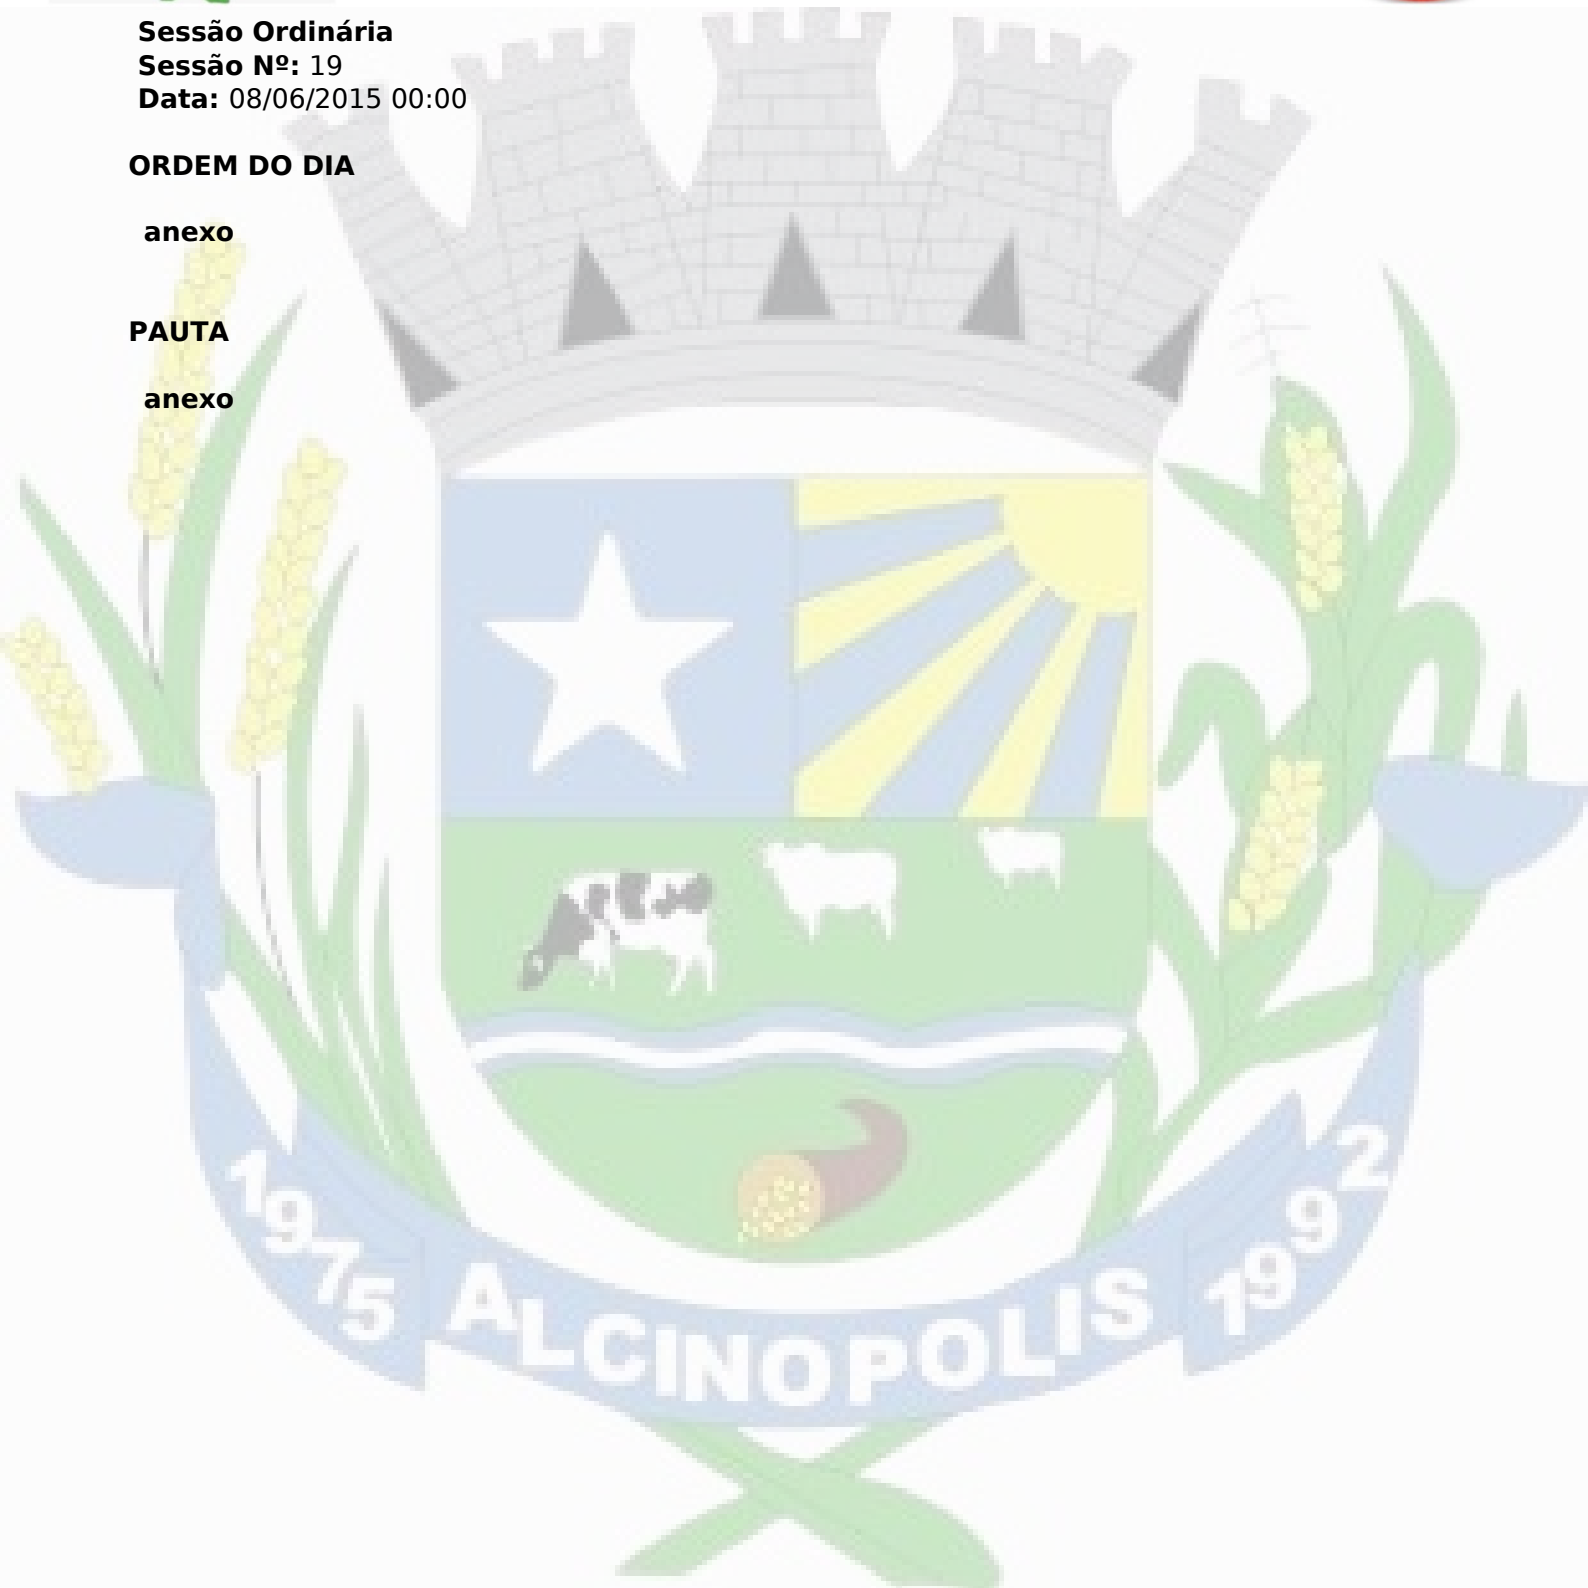 Sessão Ordinária
Sessão Nº: 19
Data: 08/06/2015 00:00
ORDEM DO DIA
anexo
PAUTA
anexo
1975 ALCINOPOLIS 1992